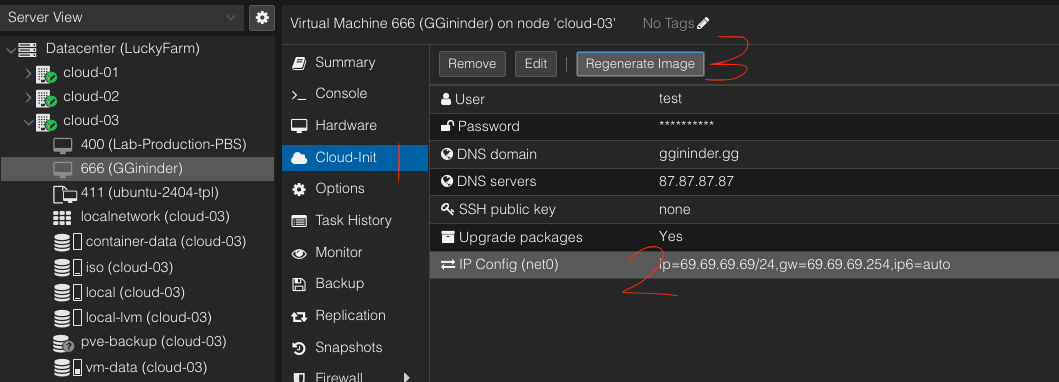 Server View
Datacenter (LuckyFarm)
cloud-01
cloud-02
cloud-03
400 (Lab-Production-PBS)
666 (GGininder)
411 (ubuntu-2404-tpl)
localnetwork (cloud-03)
container-data (cloud-03)
iso (cloud-03)
local (cloud-03)
local-lvm (cloud-03)
pve-backup (cloud-03)
vm-data (cloud-03)
Virtual Machine 666 (GGininder) on node 'cloud-03' No Tags
Summary
Console
Hardware
Cloud-Init 1
Options
Task History
Monitor
Backup
Replication
Snapshots
Firewall
Remove Edit Regenerate Image 3
User test
Password **********
DNS domain ggininder.gg
DNS servers 87.87.87.87
SSH public key none
Upgrade packages Yes
IP Config (net0) 2 ip=69.69.69.69/24,gw=69.69.69.254,ip6=auto